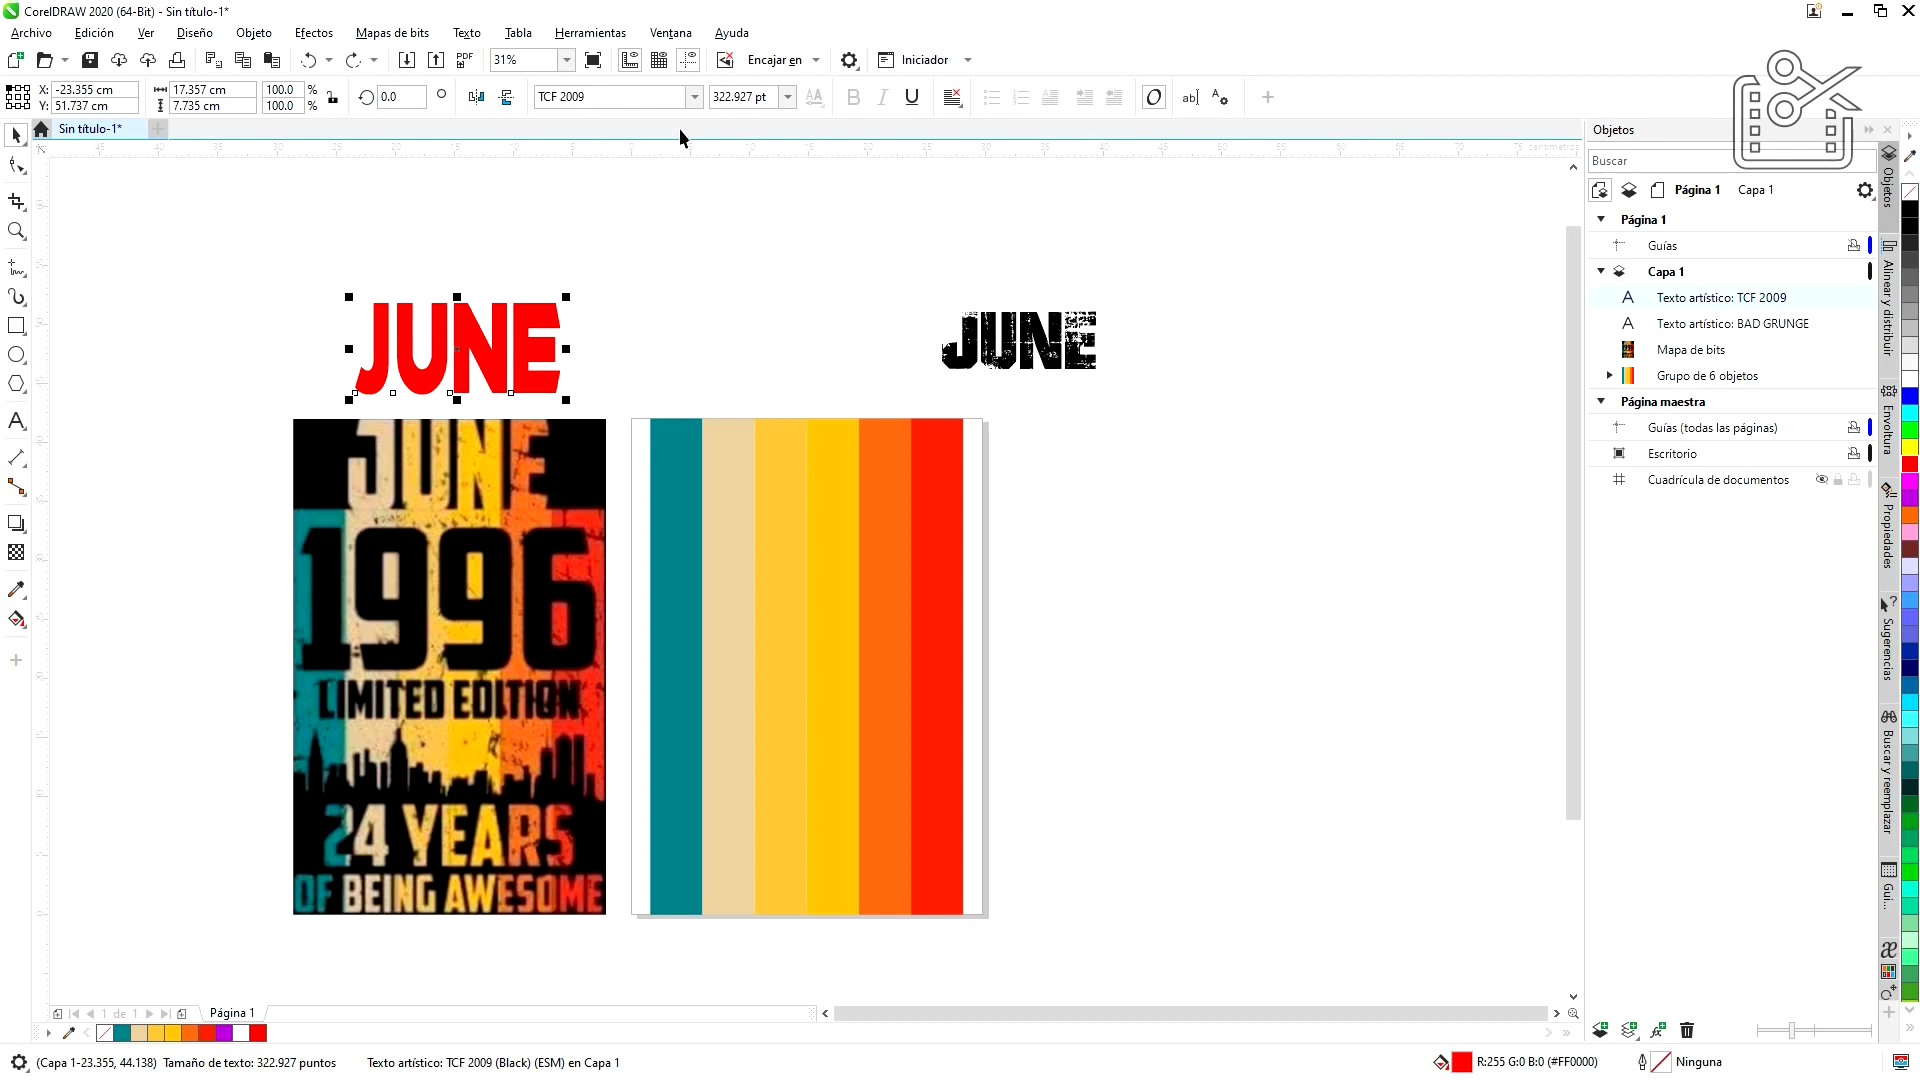 CorelDRAW 2020 (64-Bit) - Sin título-1*
Archivo Edición Ver Diseño Objeto Efectos Mapas de bits Texto Tabla Herramientas Ventana Ayuda
PDF 31% Encajar en Iniciador
X: -23.355 cm 17.357 cm 100.0 % 0.0 TCF 2009 322.927 pt
Y: 51.737 cm 7.735 cm 100.0 %
Sin título-1*
Objetos
Buscar
Página 1 Capa 1
Página 1
Guías
Capa 1
Texto artístico: TCF 2009
Texto artístico: BAD GRUNGE
Mapa de bits
Grupo de 6 objetos
Página maestra
Guías (todas las páginas)
Escritorio
Cuadrícula de documentos
Objetos
Alinear y distribuir
Envoltura
Propiedades
Sugerencias
Buscar y reemplazar
Gui...
JUNE
JUNE
JUNE
1996
LIMITED EDITION
24 YEARS
OF BEING AWESOME
1 de 1 Página 1
(Capa 1-23.355, 44.138) Tamaño de texto: 322.927 puntos Texto artístico: TCF 2009 (Black) (ESM) en Capa 1 R:255 G:0 B:0 (#FF0000) Ninguna